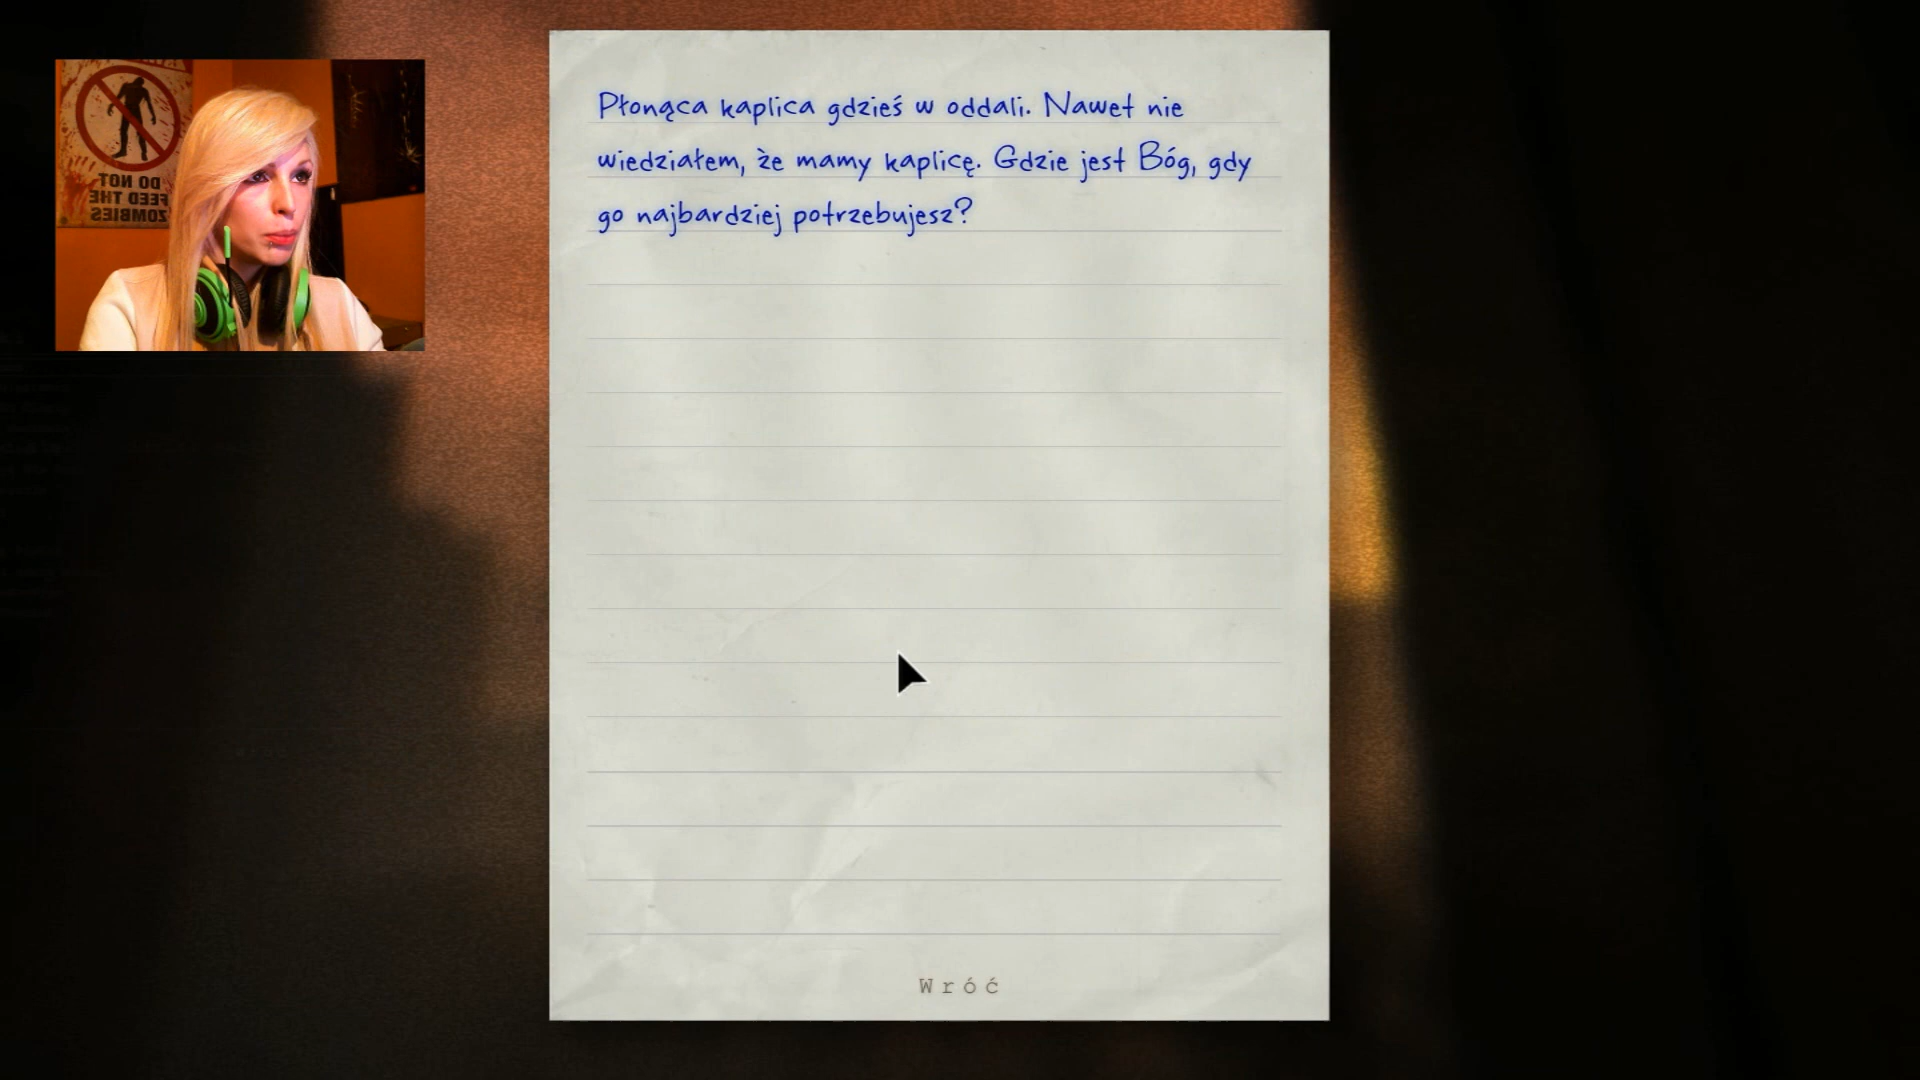 Płonąca kaplica gdzieś w oddali. Nawet nie
wiedziałem, że mamy kaplicę. Gdzie jest Bóg, gdy
go najbardziej potrzebujesz?
Wróć
DO NOT
FEED THE
ZOMBIES